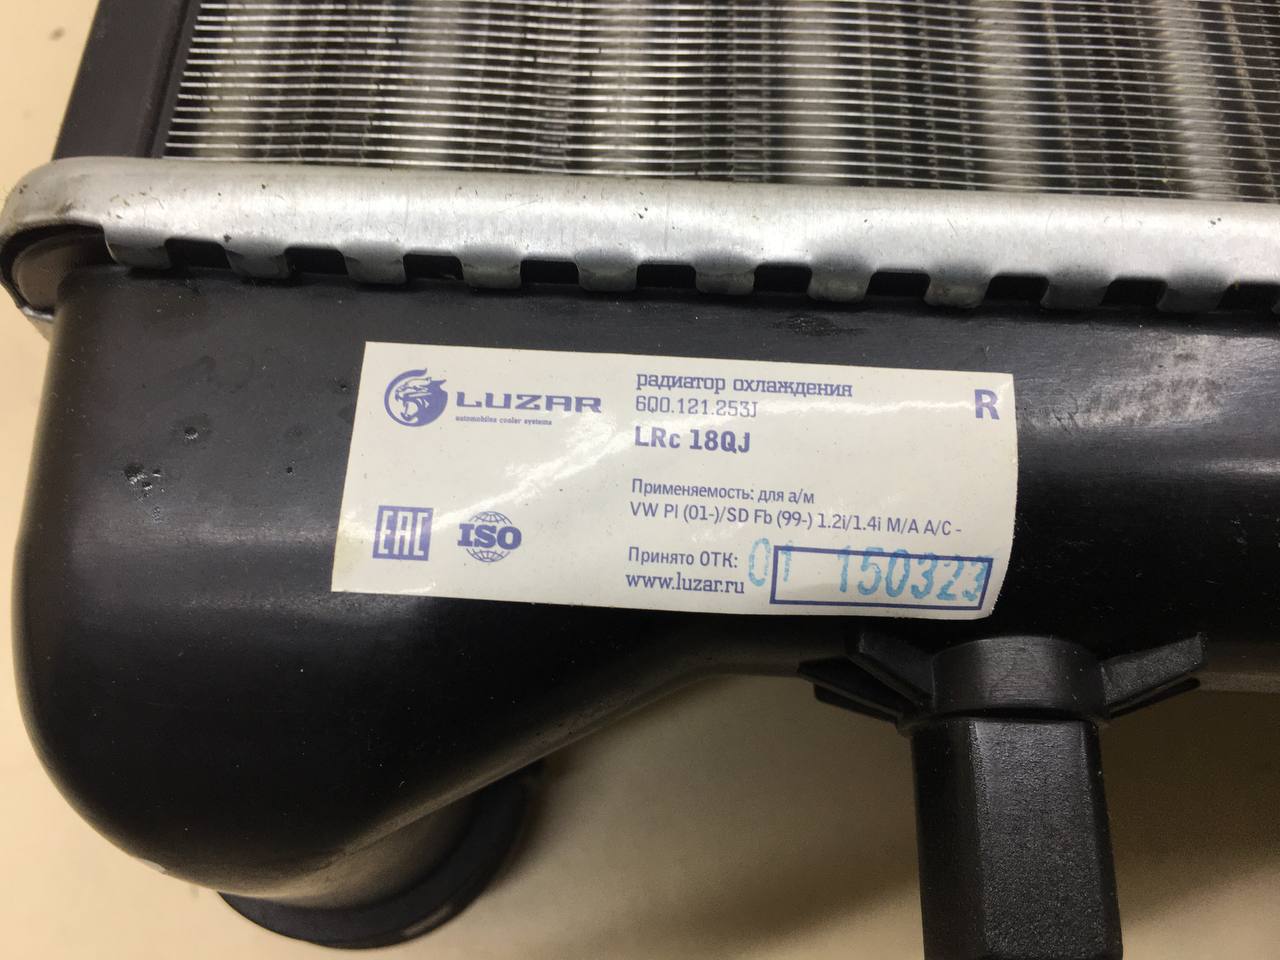 LUZAR
automobiles cooler systems
радиатор охлаждения
6Q0.121.253J
LRc 18QJ
R
Применяемость: для а/м
VW Pl (01-)/SD Fb (99-) 1.2i/1.4i M/A A/C -
EAC
ISO
Принято ОТК: 01 150323
www.luzar.ru